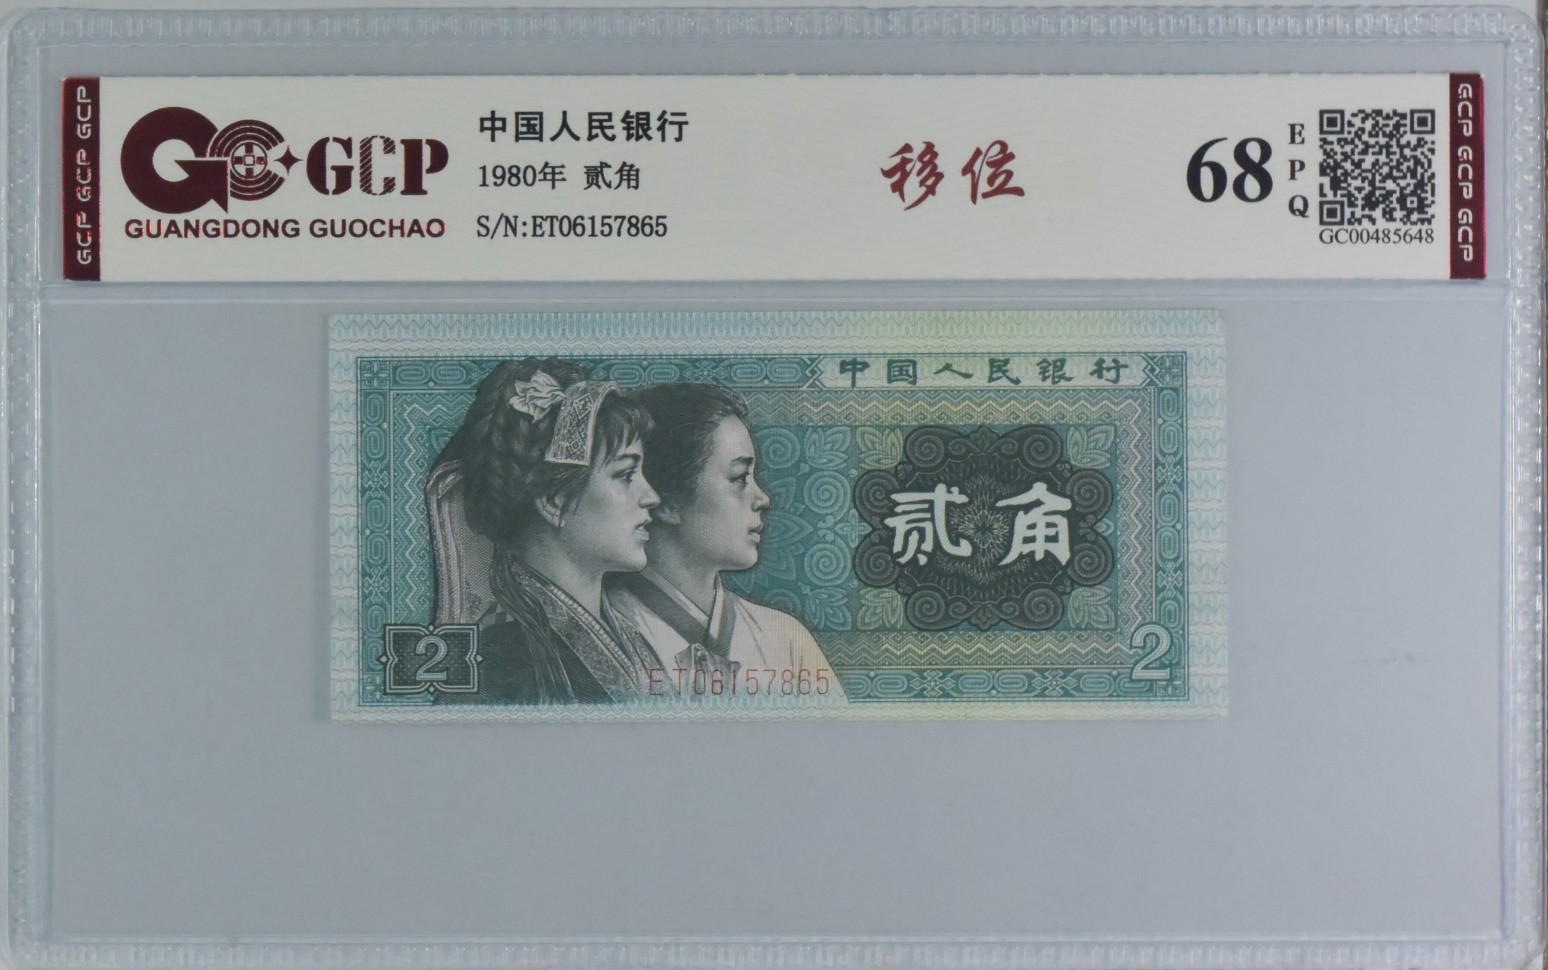 GCP GCP GCP
GCP
GUANGDONG GUOCHAO
中国人民银行
1980年 贰角
S/N:ET06157865
移位
68
EPQ
GC00485648
GCP GCP GCP
中国人民银行
贰角
2
2
ET06157865